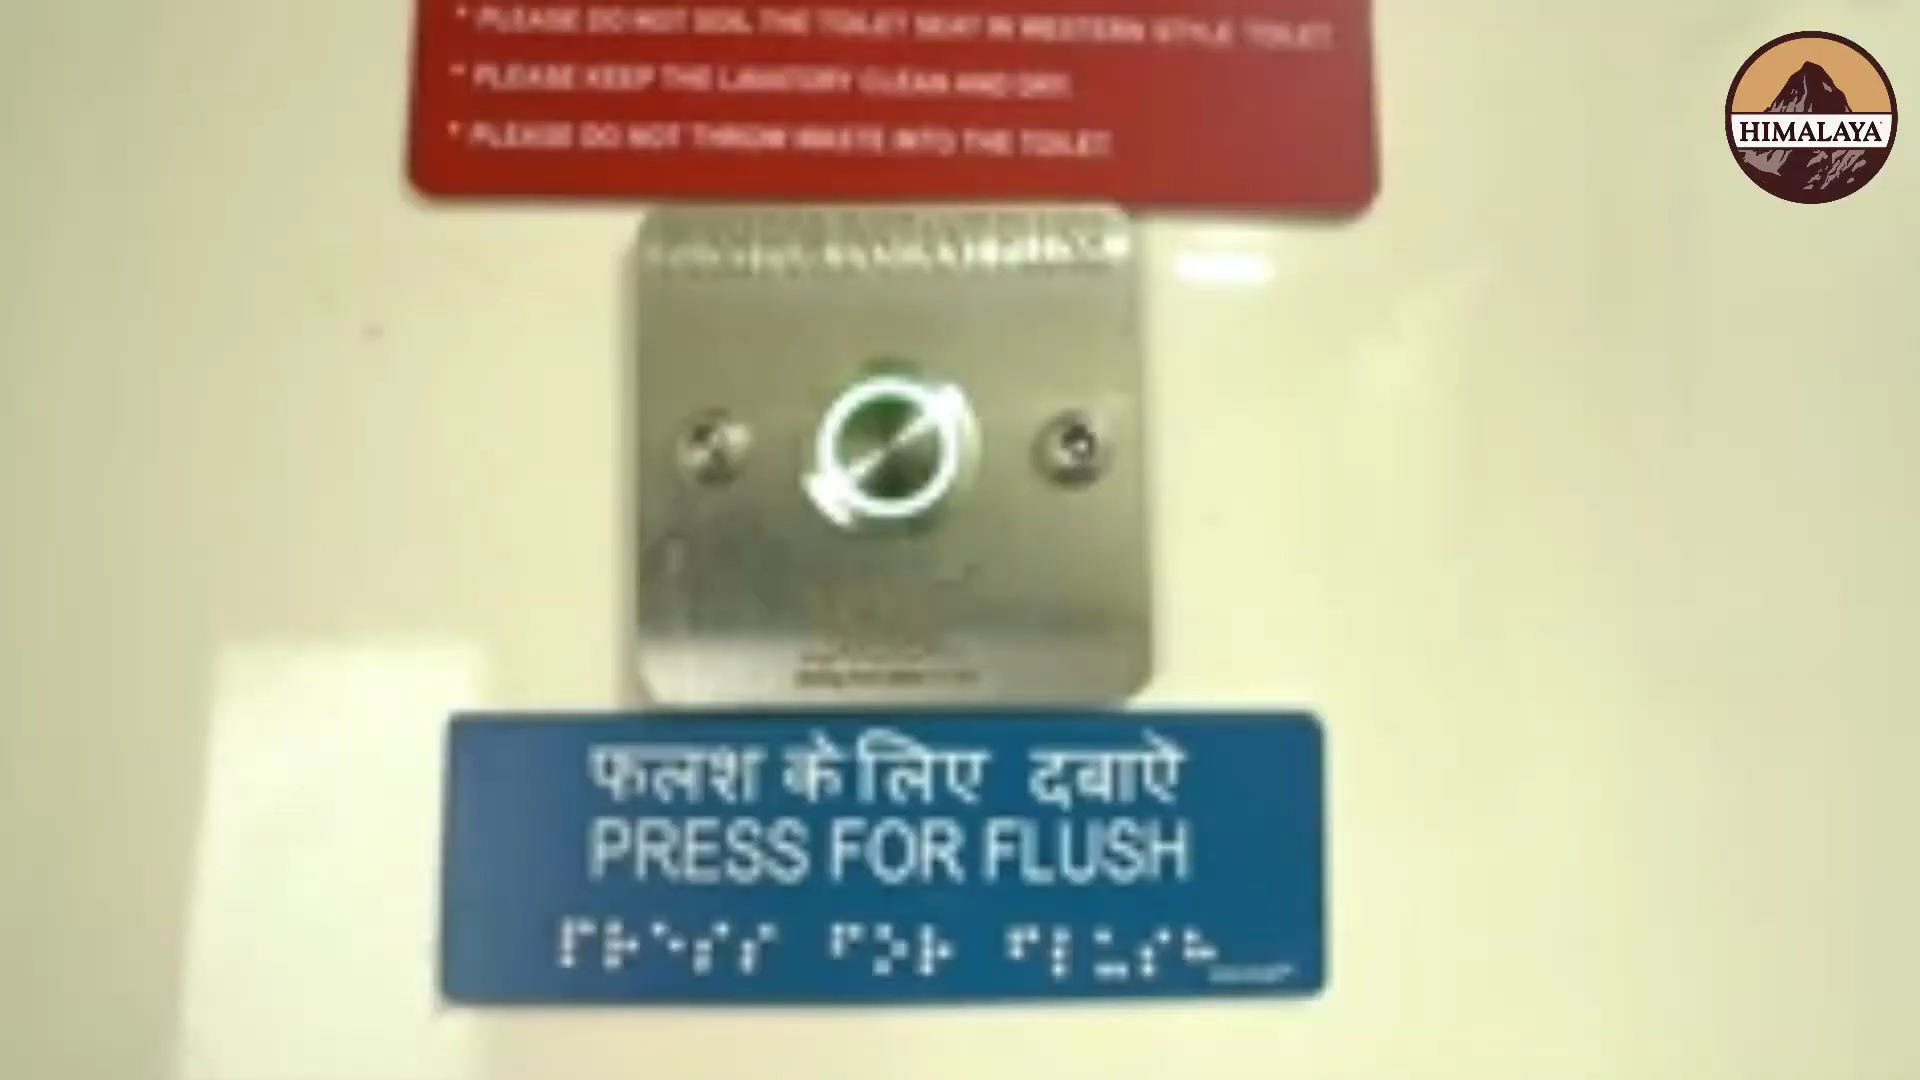 * PLEASE DO NOT SOIL THE TOILET SEAT IN WESTERN STYLE TOILET.
* PLEASE KEEP THE LAVATORY CLEAN AND DRY.
* PLEASE DO NOT THROW WASTE INTO THE TOILET.
HIMALAYA
फलश के लिए दबाऐं
PRESS FOR FLUSH
⠏⠗⠑⠎⠎ ⠋⠕⠗ ⠋⠇⠥⠎⠓